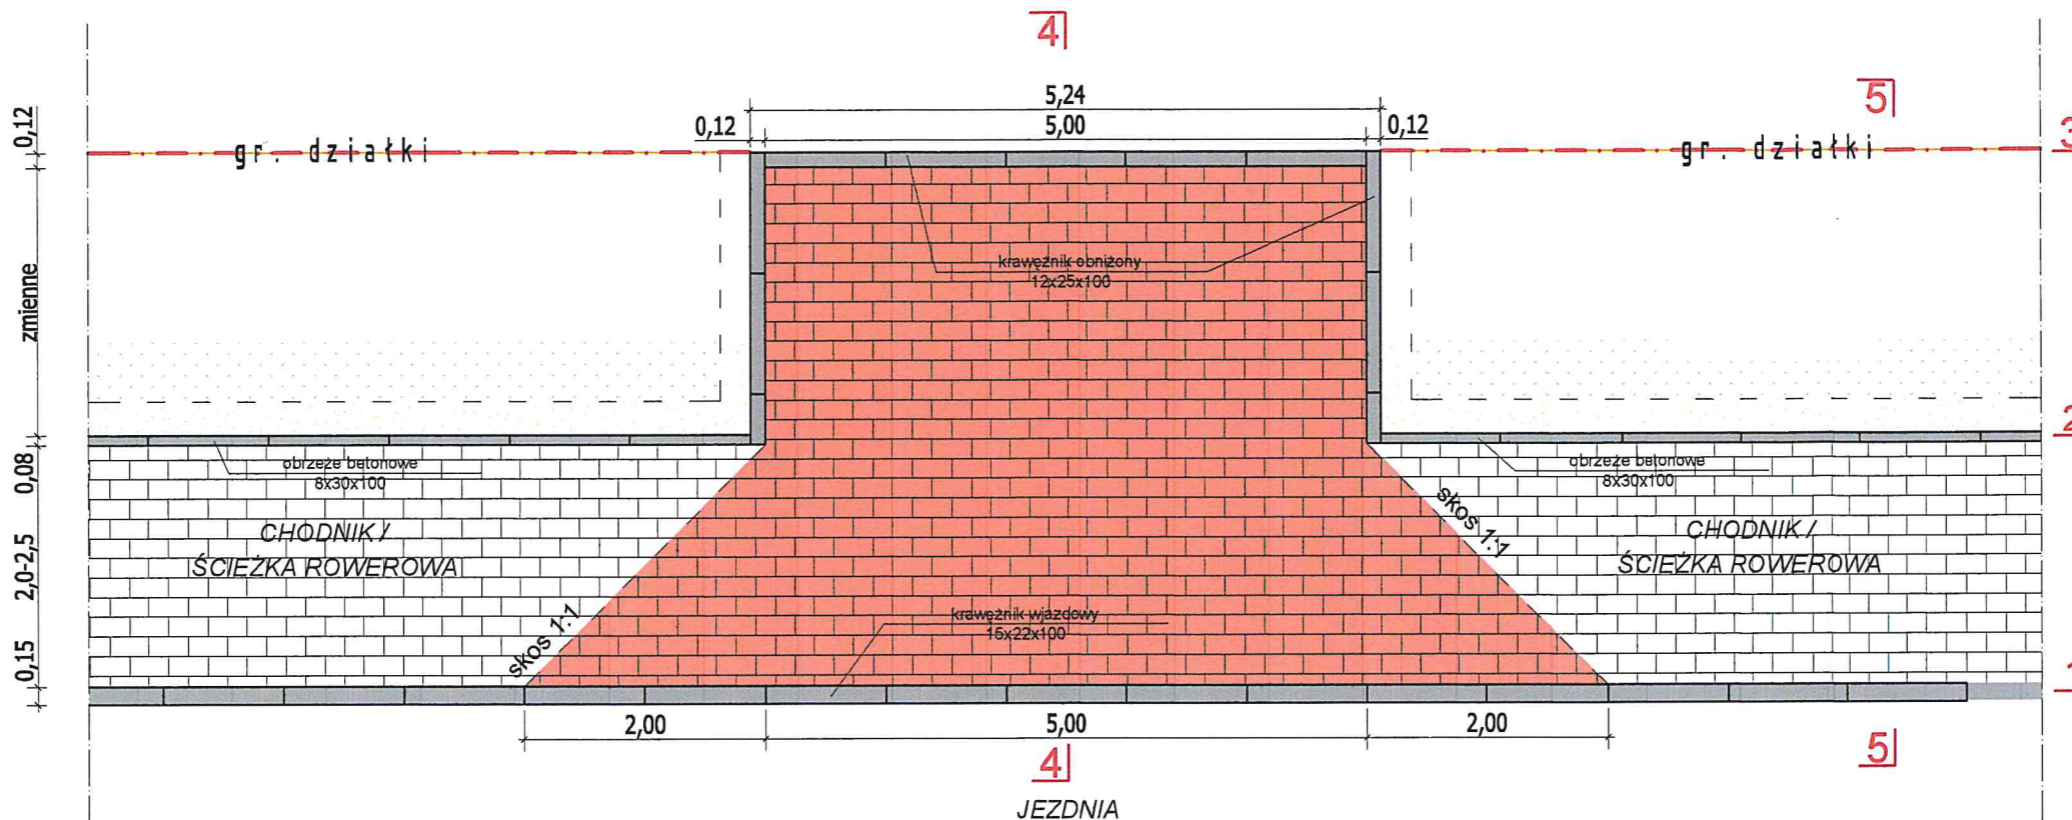 4
5,24
5
0,12
5,00
0,12
0,12
gr. działki
gr. działki
3
zmienne
krawężnik obniżony
12x25x100
2
0,08
obrzeże betonowe
8x30x100
obrzeże betonowe
8x30x100
skos 1:1
CHODNIK /
ŚCIEŻKA ROWEROWA
CHODNIK /
ŚCIEŻKA ROWEROWA
2,0-2,5
skos 1:1
krawężnik wjazdowy
15x22x100
0,15
2,00
5,00
2,00
4
5
JEZDNIA